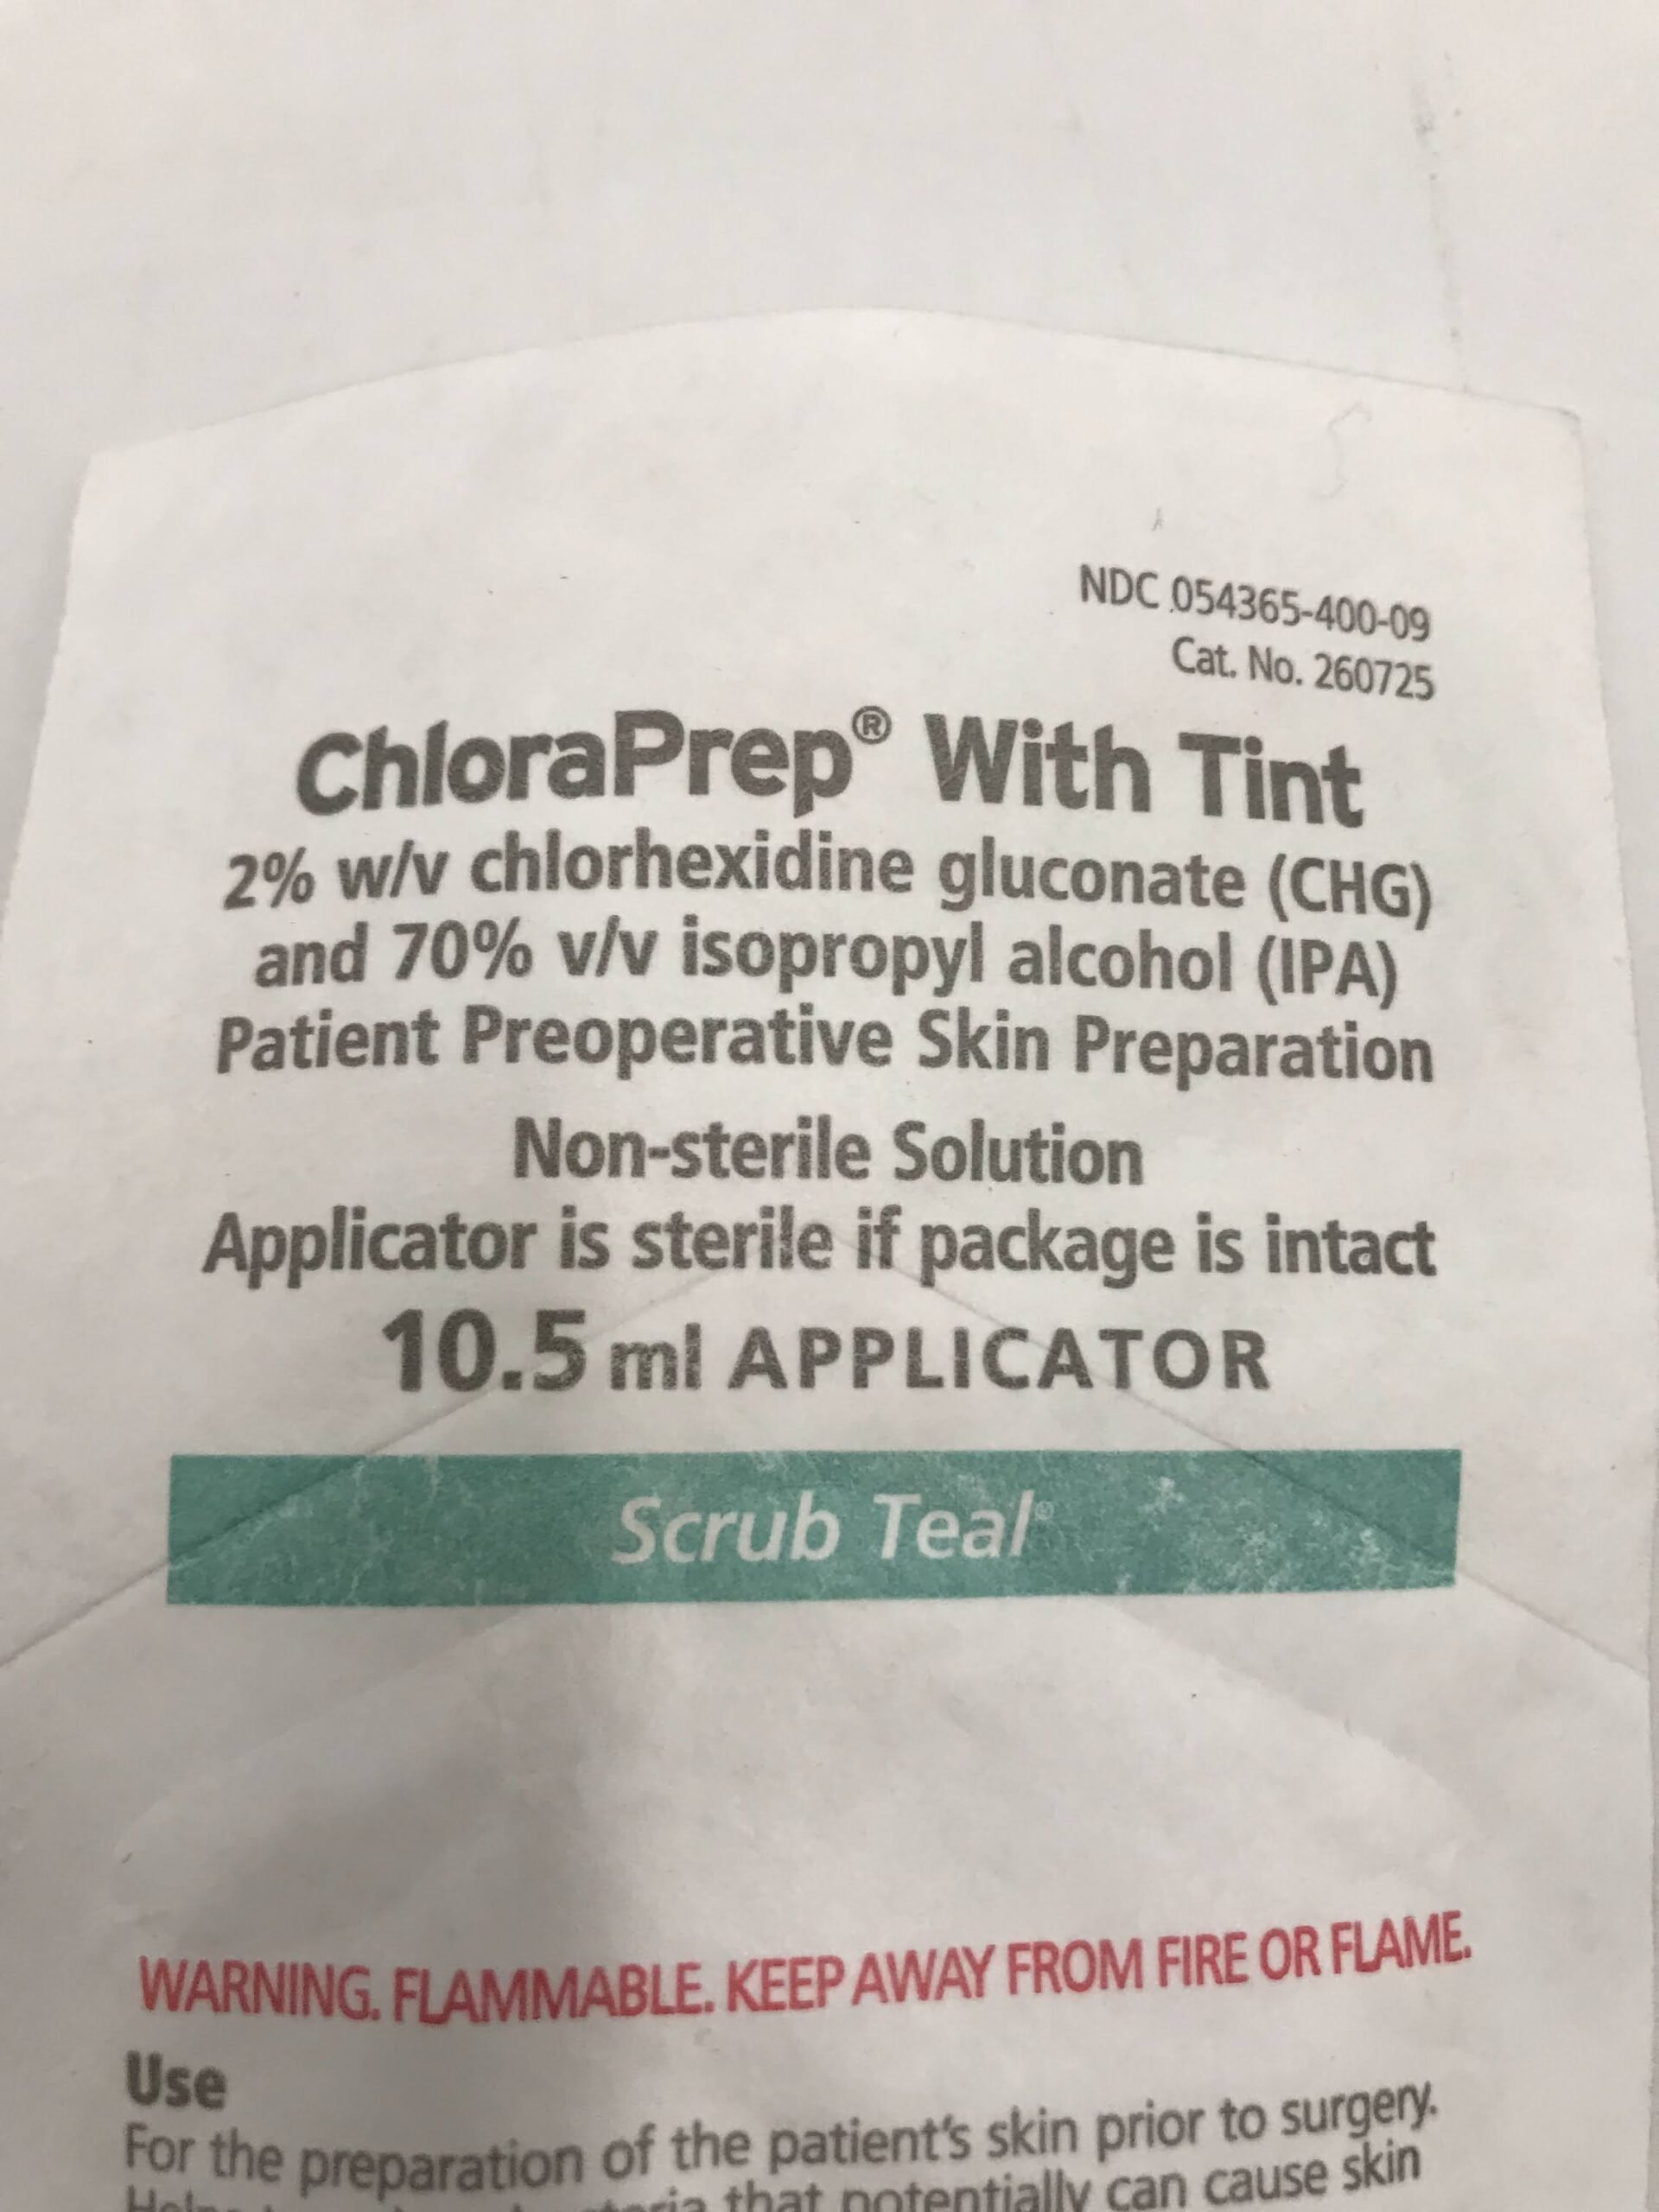 NDC 054365-400-09
Cat. No. 260725
ChloraPrep® With Tint
2% w/v chlorhexidine gluconate (CHG)
and 70% v/v isopropyl alcohol (IPA)
Patient Preoperative Skin Preparation
Non-sterile Solution
Applicator is sterile if package is intact
10.5 ml APPLICATOR
Scrub Teal®
WARNING. FLAMMABLE. KEEP AWAY FROM FIRE OR FLAME.
Use
For the preparation of the patient's skin prior to surgery.
that potentially can cause skin